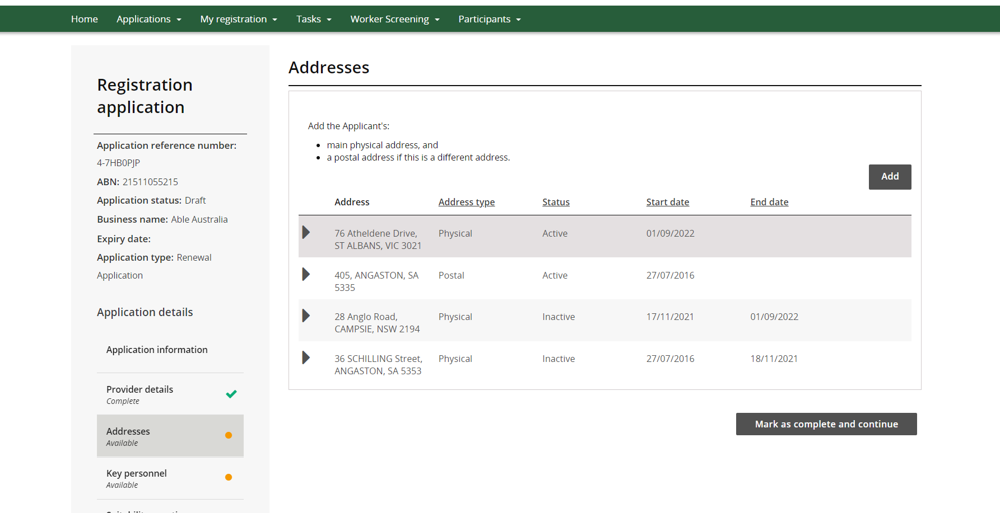 Home Applications My registration Tasks Worker Screening Participants
Registration
application
Application reference number:
4-7HB0PJP
ABN: 21511055215
Application status: Draft
Business name: Able Australia
Expiry date:
Application type: Renewal
Application
Application details
Application information
Provider details
Complete
Addresses
Available
Key personnel
Available
Addresses
Add the Applicant's:
• main physical address, and
• a postal address if this is a different address.
Add
Address Address type Status Start date End date
76 Atheldene Drive, Physical Active 01/09/2022
ST ALBANS, VIC 3021
405, ANGASTON, SA Postal Active 27/07/2016
5335
28 Anglo Road, Physical Inactive 17/11/2021 01/09/2022
CAMPSIE, NSW 2194
36 SCHILLING Street, Physical Inactive 27/07/2016 18/11/2021
ANGASTON, SA 5353
Mark as complete and continue